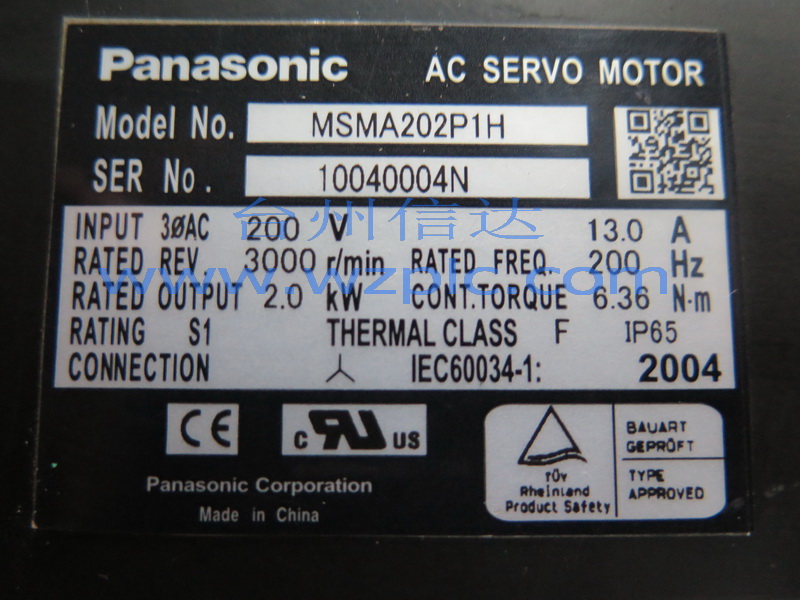 Panasonic AC SERVO MOTOR
Model No. MSMA202P1H
SER No. 10040004N
台州信达
INPUT 3øAC 200 V 13.0 A
RATED REV. 3000 r/min RATED FREQ. 200 Hz
www.wzplc.com
RATED OUTPUT 2.0 kW CONT.TORQUE 6.36 N·m
RATING S1 THERMAL CLASS F IP65
CONNECTION IEC60034-1: 2004
CE
c RU US
TÜV
Rheinland
Product Safety
BAUART
GEPRÜFT
TYPE
APPROVED
Panasonic Corporation
Made in China